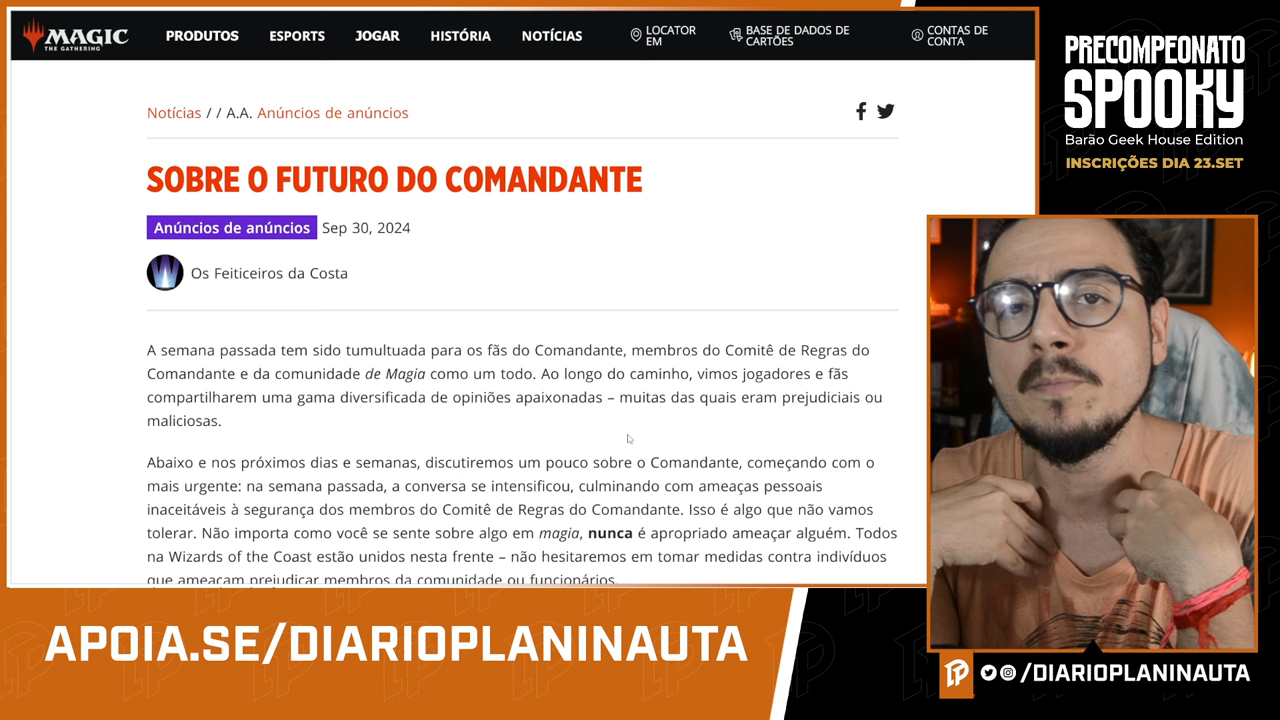 MAGIC
THE GATHERING
PRODUTOS
ESPORTS
JOGAR
HISTÓRIA
NOTÍCIAS
LOCATOR
EM
BASE DE DADOS DE
CARTÕES
CONTAS DE
CONTA
Notícias / / A.A. Anúncios de anúncios
SOBRE O FUTURO DO COMANDANTE
Anúncios de anúncios Sep 30, 2024
Os Feiticeiros da Costa
A semana passada tem sido tumultuada para os fãs do Comandante, membros do Comitê de Regras do
Comandante e da comunidade de Magia como um todo. Ao longo do caminho, vimos jogadores e fãs
compartilharem uma gama diversificada de opiniões apaixonadas – muitas das quais eram prejudiciais ou
maliciosas.
Abaixo e nos próximos dias e semanas, discutiremos um pouco sobre o Comandante, começando com o
mais urgente: na semana passada, a conversa se intensificou, culminando com ameaças pessoais
inaceitáveis à segurança dos membros do Comitê de Regras do Comandante. Isso é algo que não vamos
tolerar. Não importa como você se sente sobre algo em magia, nunca é apropriado ameaçar alguém. Todos
na Wizards of the Coast estão unidos nesta frente – não hesitaremos em tomar medidas contra indivíduos
que ameaçam prejudicar membros da comunidade ou funcionários.
PRECOMPEONATO
SPOOKY
Barão Geek House Edition
INSCRIÇÕES DIA 23.SET
APOIA.SE/DIARIOPLANINAUTA
/DIARIOPLANINAUTA